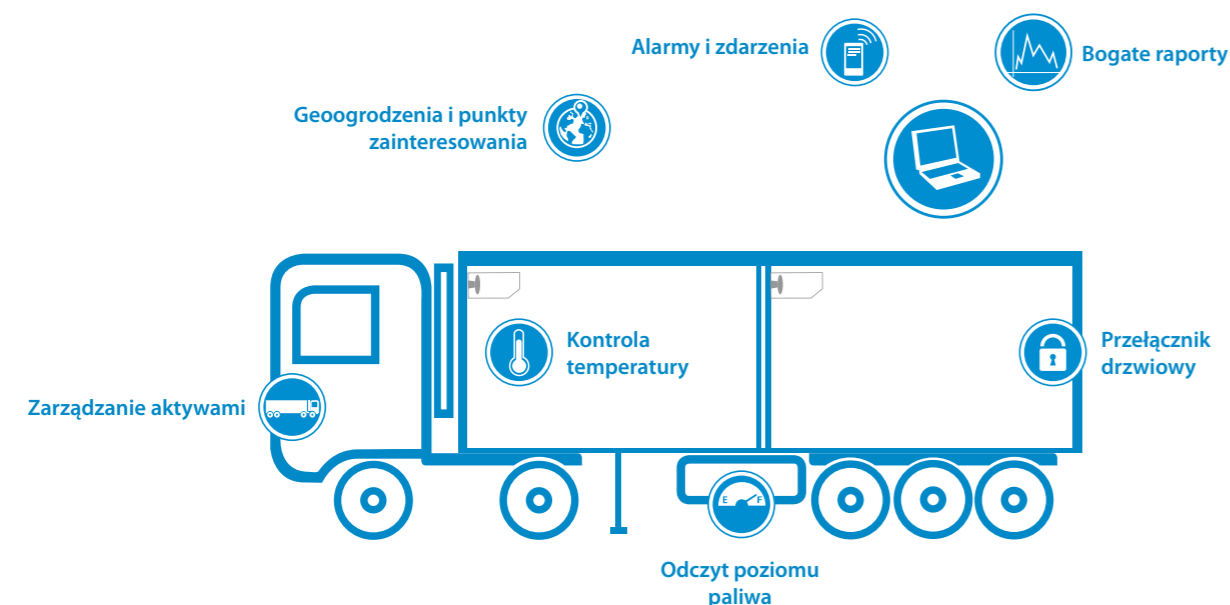 Alarmy i zdarzenia
Bogate raporty
Geoogrodzenia i punkty
zainteresowania
Kontrola
temperatury
Przełącznik
drzwiowy
Zarządzanie aktywami
E F
Odczyt poziomu
paliwa